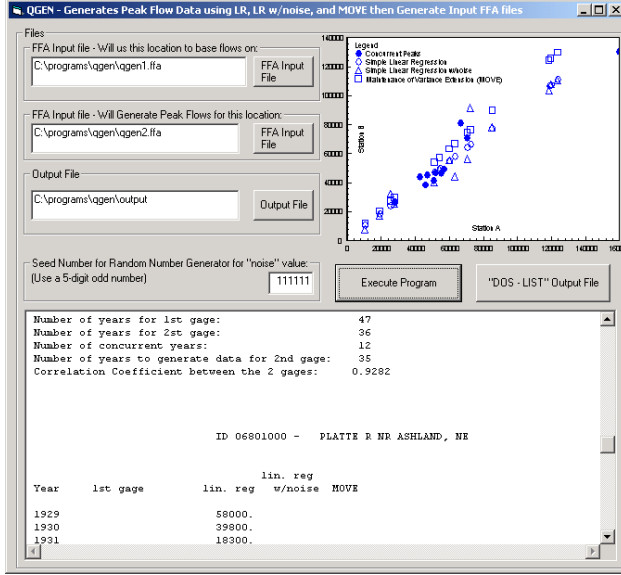 QGEN - Generates Peak Flow Data using LR, LR w/noise, and MOVE then Generate Input FFA files
Files
FFA Input file - Will us this location to base flows on:
C:\programs\qgen\qgen1.ffa
FFA Input File
FFA Input file - Will Generate Peak Flows for this location:
C:\programs\qgen\qgen2.ffa
FFA Input File
Output File
C:\programs\qgen\output
Output File
Seed Number for Random Number Generator for "noise" value:
(Use a 5-digit odd number)
111111
140000
120000
100000
80000
60000
40000
20000
0
Station B
Legend
Concurrent Peaks
Simple Linear Regression
Simple Linear Regression w/noise
Maintenance of Variance Extension (MOVE)
Station A
0 20000 40000 60000 80000 100000 120000 140000 160
Execute Program
"DOS - LIST" Output File
Number of years for 1st gage: 47
Number of years for 2st gage: 36
Number of concurrent years: 12
Number of years to generate data for 2nd gage: 35
Correlation Coefficient between the 2 gages: 0.9282
ID 06801000 - PLATTE R NR ASHLAND, NE
lin. reg
Year 1st gage lin. reg w/noise MOVE
1929 58000.
1930 39800.
1931 18300.